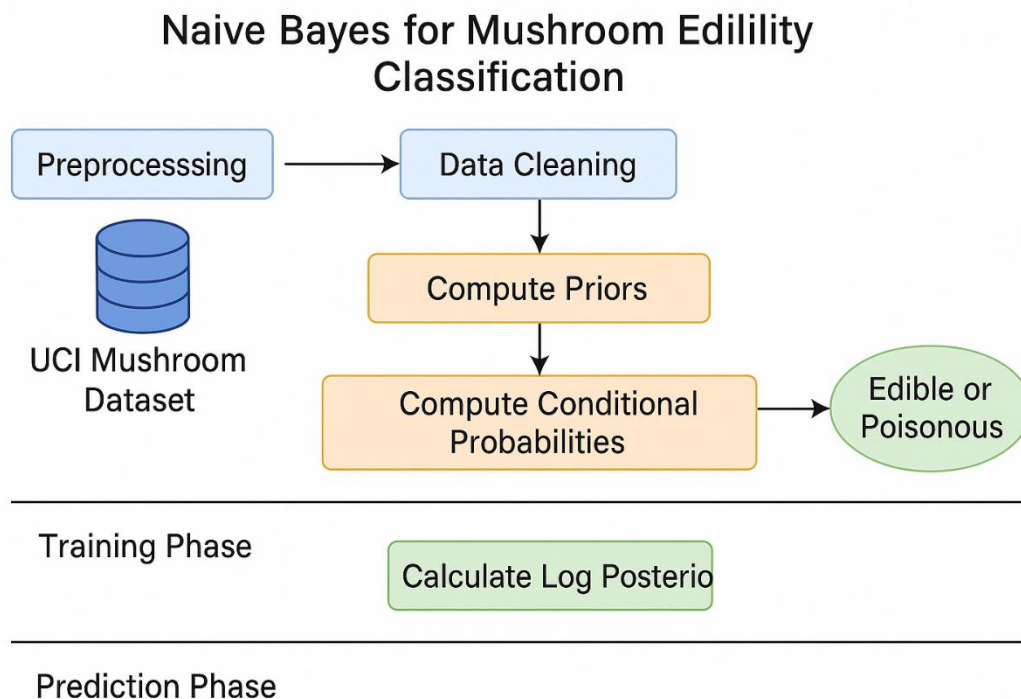 Naive Bayes for Mushroom Edilility
Classification
Preprocesssing
Data Cleaning
UCI Mushroom
Dataset
Compute Priors
Compute Conditional
Probabilities
Edible or
Poisonous
Training Phase
Calculate Log Posterio
Prediction Phase